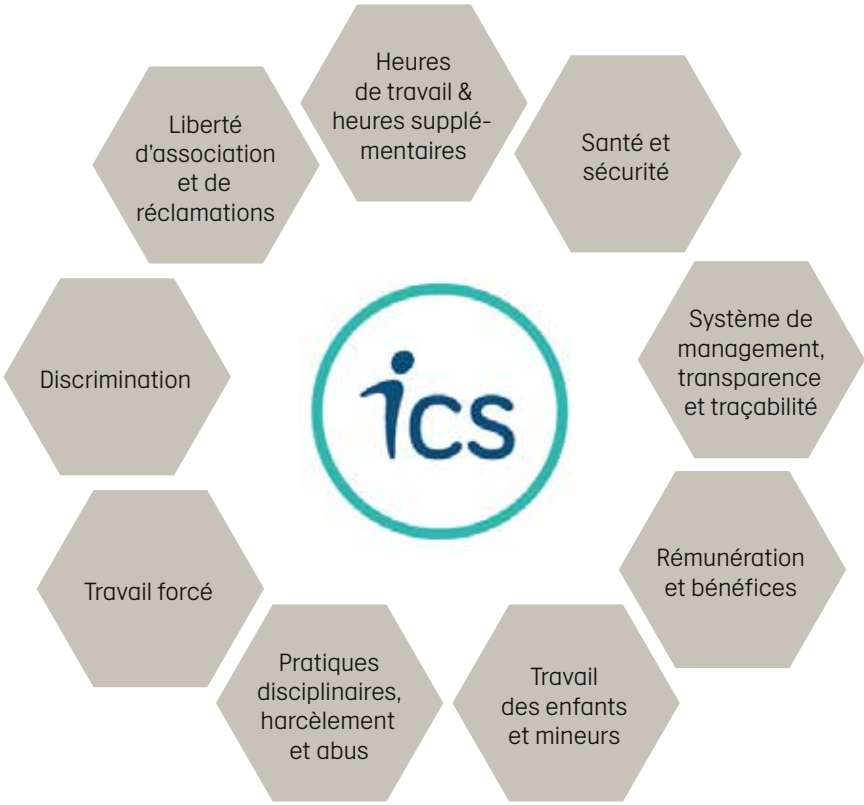 Heures
de travail &
heures supplé-
mentaires
Liberté
d'association
et de
réclamations
Santé et
sécurité
Système de
management,
transparence
et traçabilité
Discrimination
ics
Rémunération
et bénéfices
Travail forcé
Pratiques
disciplinaires,
harcèlement
et abus
Travail
des enfants
et mineurs